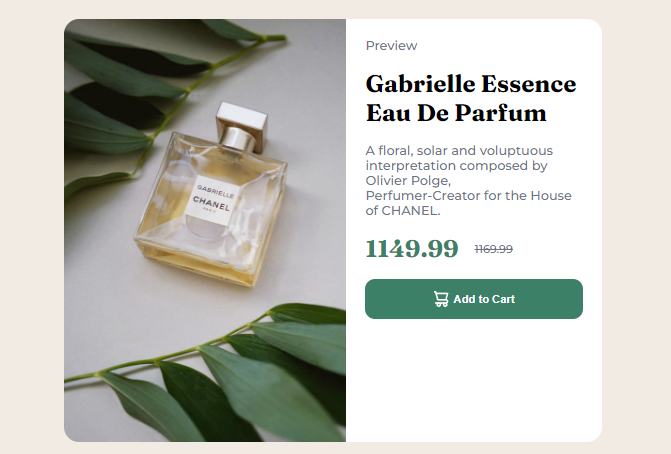 Preview
Gabrielle Essence
Eau De Parfum
A floral, solar and voluptuous
interpretation composed by
Olivier Polge,
Perfumer-Creator for the House
of CHANEL.
1149.99 1169.99
Add to Cart
GABRIELLE
CHANEL
PARIS